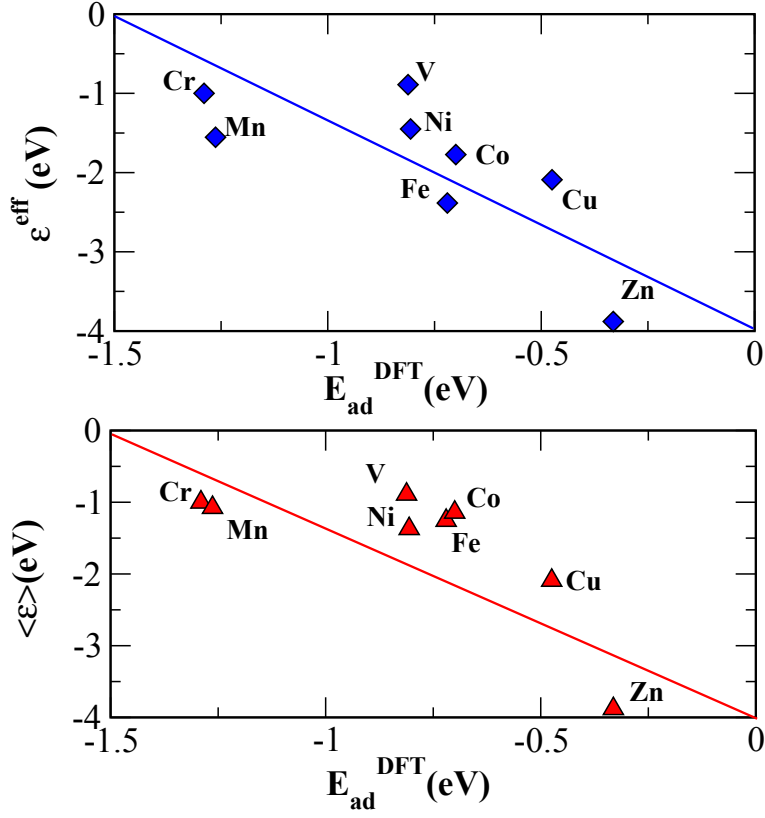 0
V
Cr
-1
Ni
Mn
Co
ε^eff (eV)
-2
Fe
Cu
-3
Zn
-4
-1.5 -1 -0.5 0
E_ad^DFT(eV)
0
V
Cr
-1
Co
Ni
Mn
Fe
<ε>(eV)
-2
Cu
-3
Zn
-4
-1.5 -1 -0.5 0
E_ad^DFT(eV)